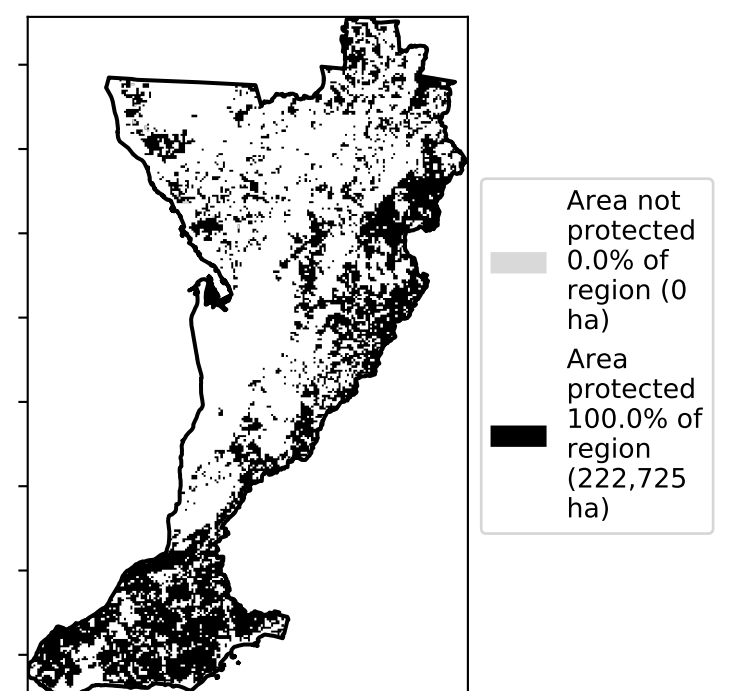 Area not
protected
0.0% of
region (0
ha)
Area
protected
100.0% of
region
(222,725
ha)